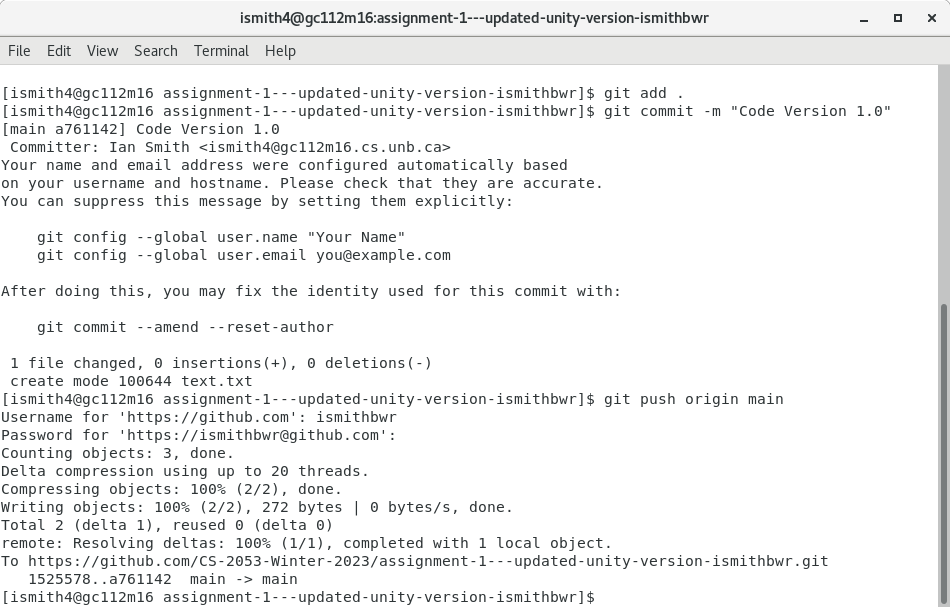 ismith4@gc112m16:assignment-1---updated-unity-version-ismithbwr
File Edit View Search Terminal Help
[ismith4@gc112m16 assignment-1---updated-unity-version-ismithbwr]$ git add .
[ismith4@gc112m16 assignment-1---updated-unity-version-ismithbwr]$ git commit -m "Code Version 1.0"
[main a761142] Code Version 1.0
 Committer: Ian Smith <ismith4@gc112m16.cs.unb.ca>
Your name and email address were configured automatically based
on your username and hostname. Please check that they are accurate.
You can suppress this message by setting them explicitly:

    git config --global user.name "Your Name"
    git config --global user.email you@example.com

After doing this, you may fix the identity used for this commit with:

    git commit --amend --reset-author

 1 file changed, 0 insertions(+), 0 deletions(-)
 create mode 100644 text.txt
[ismith4@gc112m16 assignment-1---updated-unity-version-ismithbwr]$ git push origin main
Username for 'https://github.com': ismithbwr
Password for 'https://ismithbwr@github.com':
Counting objects: 3, done.
Delta compression using up to 20 threads.
Compressing objects: 100% (2/2), done.
Writing objects: 100% (2/2), 272 bytes | 0 bytes/s, done.
Total 2 (delta 1), reused 0 (delta 0)
remote: Resolving deltas: 100% (1/1), completed with 1 local object.
To https://github.com/CS-2053-Winter-2023/assignment-1---updated-unity-version-ismithbwr.git
   1525578..a761142  main -> main
[ismith4@gc112m16 assignment-1---updated-unity-version-ismithbwr]$